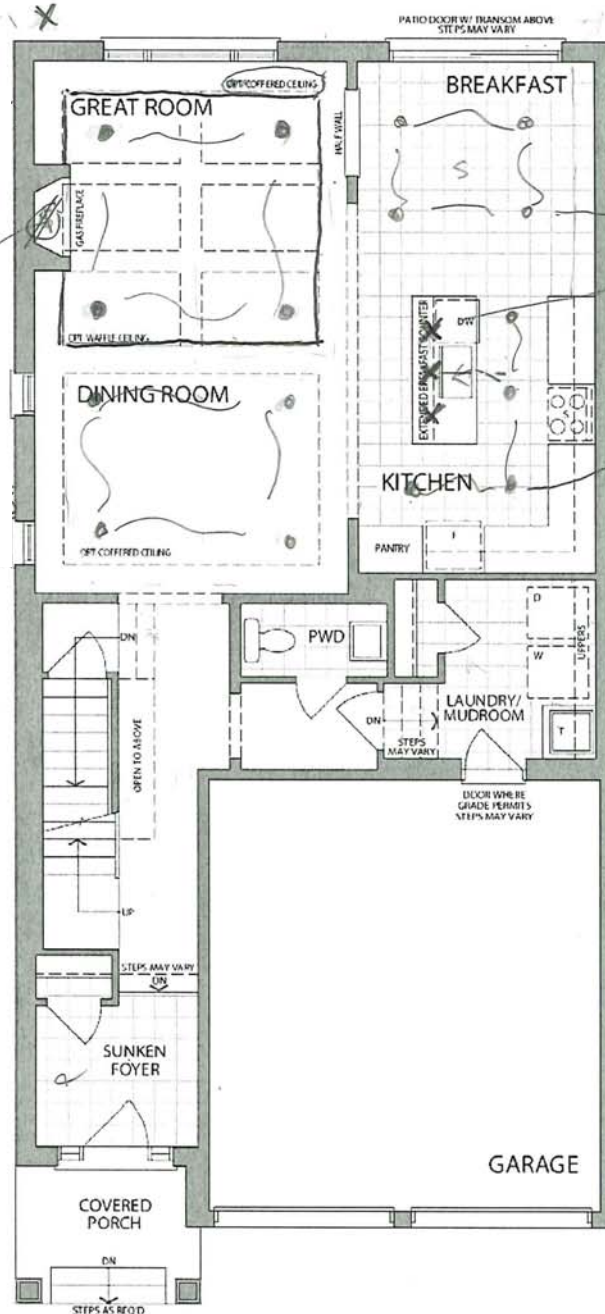 PATIO DOOR W/ TRANSOM ABOVE
STEPS MAY VARY
OPT. COFFERED CEILING
GREAT ROOM
BREAKFAST
HALF WALL
S
GAS FIREPLACE
OPT. WAFFLE CEILING
DW
EXTENDED BREAKFAST COUNTER
DINING ROOM
S
KITCHEN
OPT. COFFERED CEILING
PANTRY
F
DN
PWD
D
UPPERS
W
LAUNDRY/
MUDROOM
DN
STEPS
MAY VARY
T
OPEN TO ABOVE
DOOR WHERE
GRADE PERMITS
STEPS MAY VARY
UP
STEPS MAY VARY
DN
SUNKEN
FOYER
GARAGE
COVERED
PORCH
DN
STEPS AS REQ'D